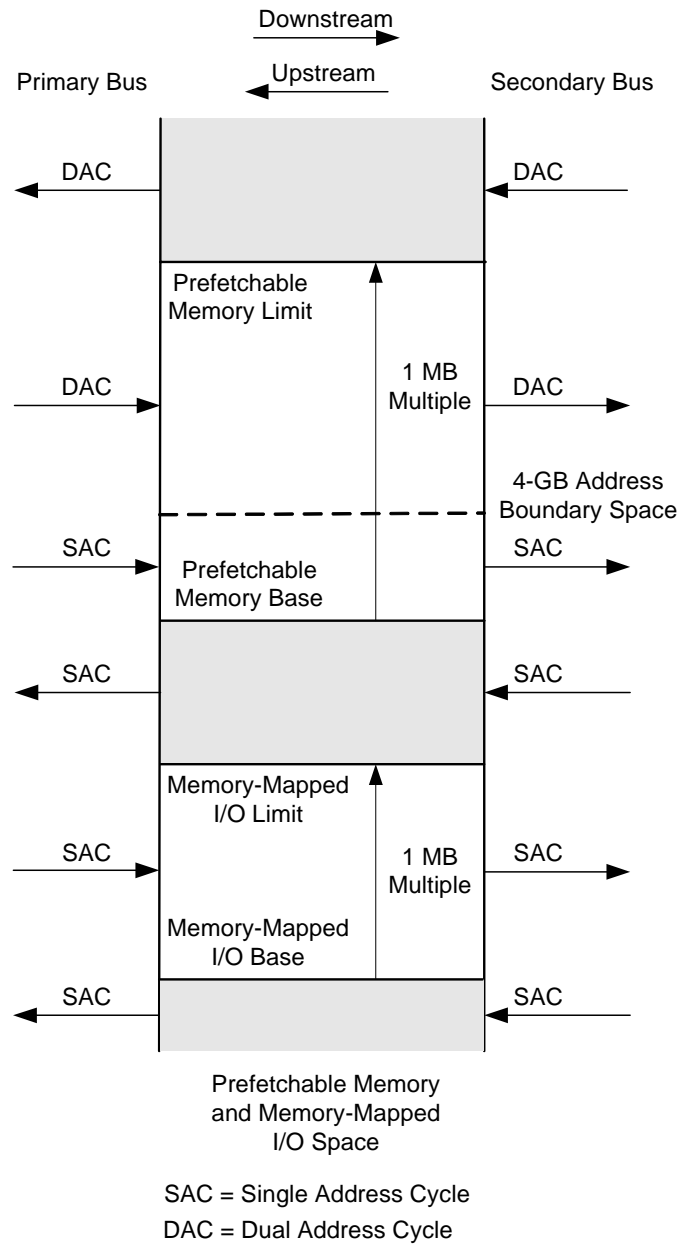 Downstream
Upstream
Primary Bus
Secondary Bus
DAC
DAC
Prefetchable
Memory Limit
1 MB
Multiple
DAC
DAC
4-GB Address
Boundary Space
SAC
SAC
Prefetchable
Memory Base
SAC
SAC
Memory-Mapped
I/O Limit
SAC
1 MB
Multiple
SAC
Memory-Mapped
I/O Base
SAC
SAC
Prefetchable Memory
and Memory-Mapped
I/O Space
SAC = Single Address Cycle
DAC = Dual Address Cycle